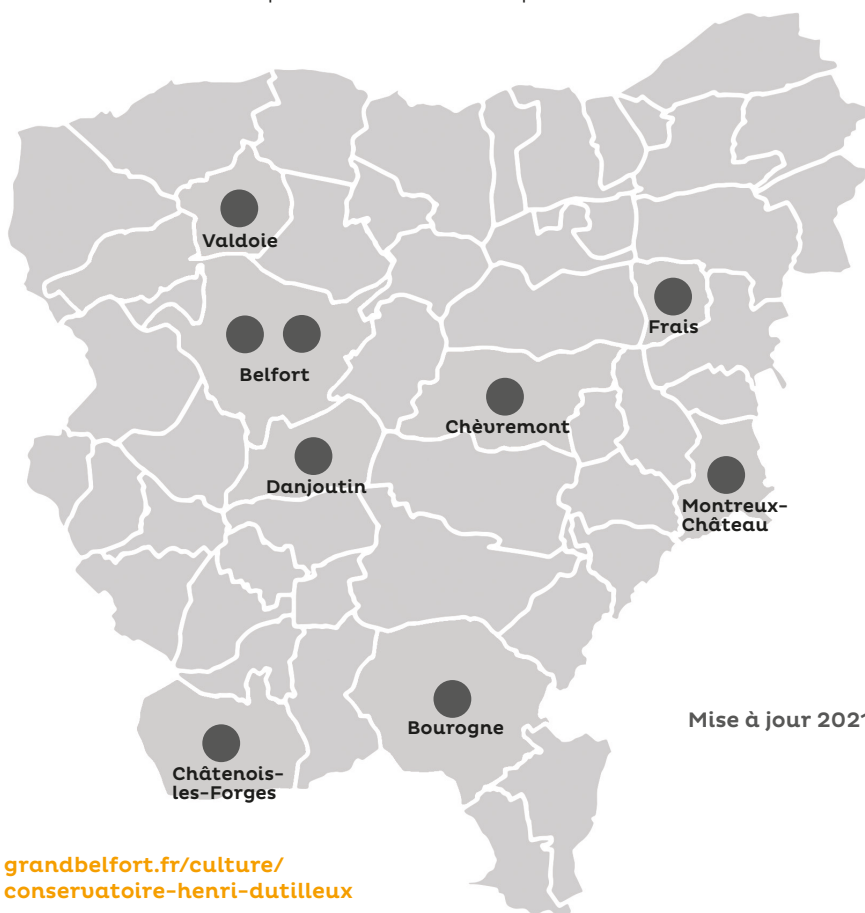 Valdoie
Frais
Belfort
Chèvremont
Danjoutin
Montreux-
Château
Mise à jour 2021
Bourogne
Châtenois-
les-Forges
grandbelfort.fr/culture/
conservatoire-henri-dutilleux